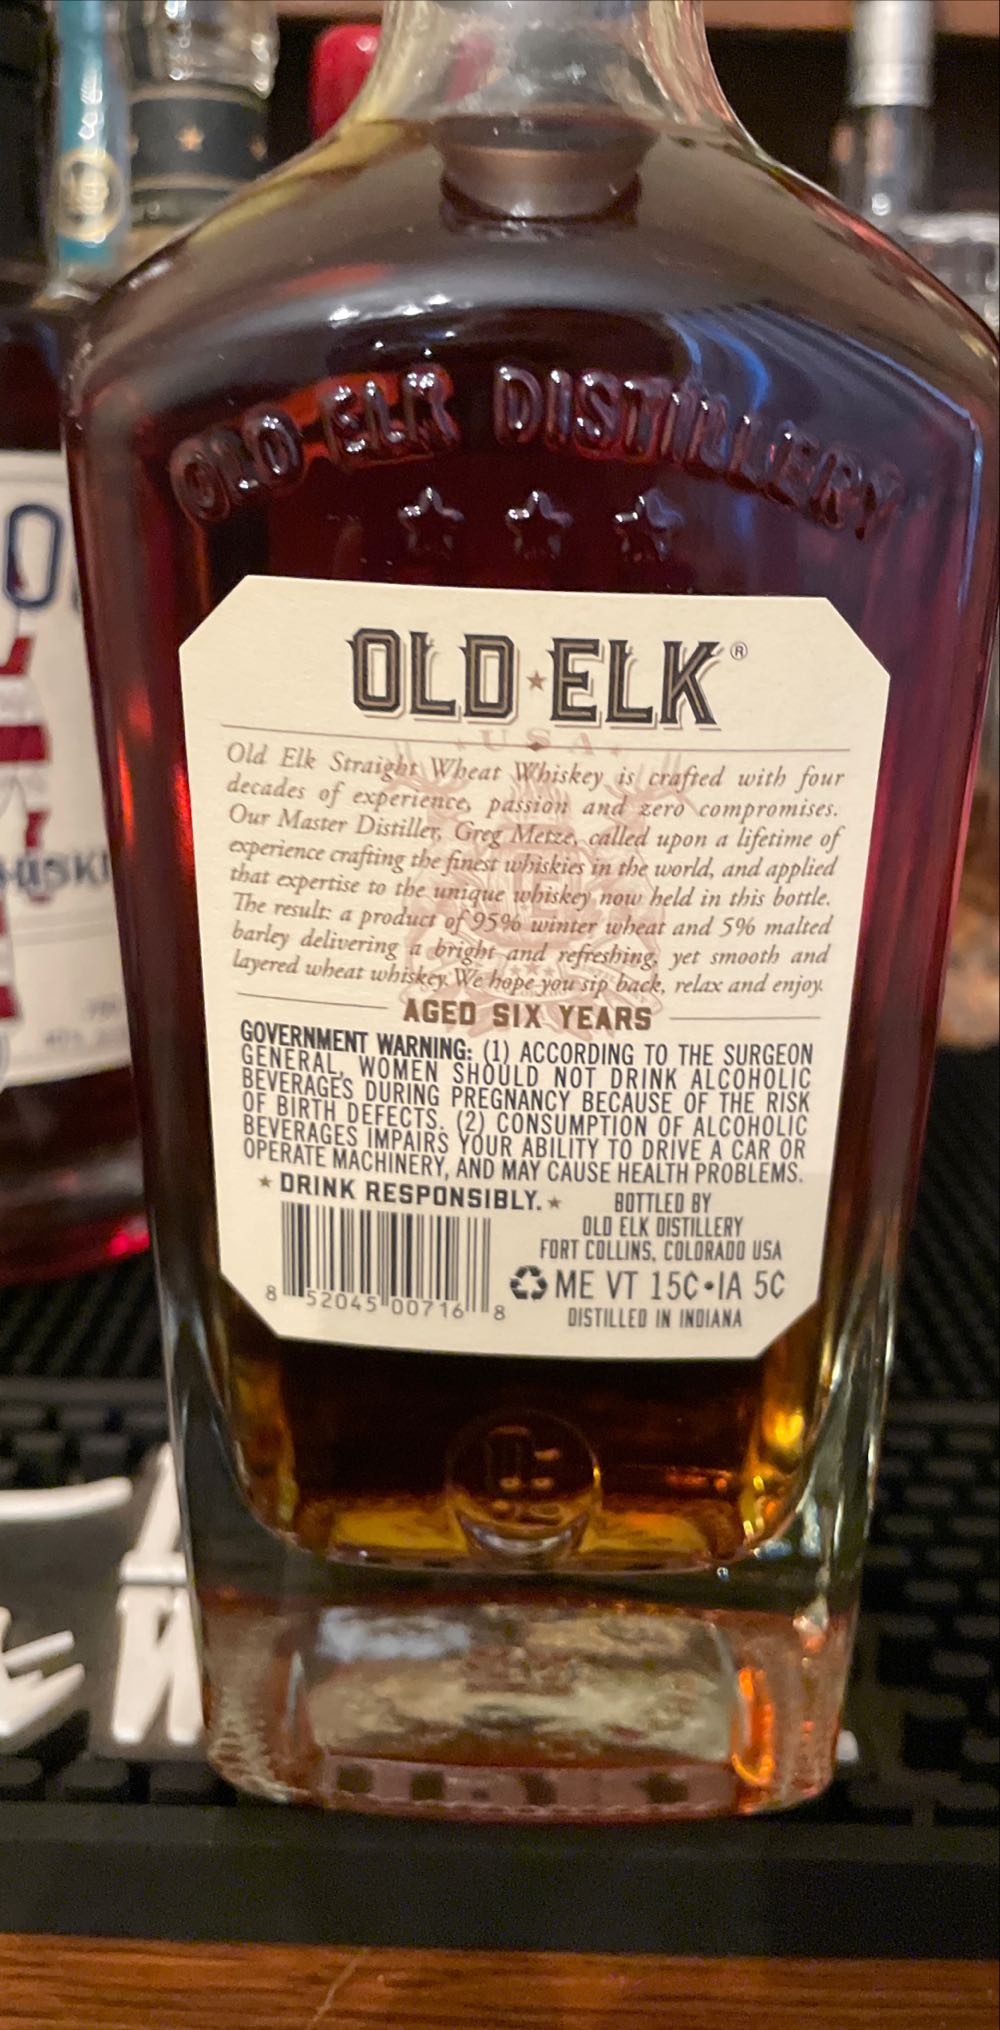 OLD ELK DISTILLERY
OLD ELK®
USA
Old Elk Straight Wheat Whiskey is crafted with four
decades of experience, passion and zero compromises.
Our Master Distiller, Greg Metze, called upon a lifetime of
experience crafting the finest whiskies in the world, and applied
that expertise to the unique whiskey now held in this bottle.
The result: a product of 95% winter wheat and 5% malted
barley delivering a bright and refreshing, yet smooth and
layered wheat whiskey. We hope you sip back, relax and enjoy.
AGED SIX YEARS
GOVERNMENT WARNING: (1) ACCORDING TO THE SURGEON
GENERAL, WOMEN SHOULD NOT DRINK ALCOHOLIC
BEVERAGES DURING PREGNANCY BECAUSE OF THE RISK
OF BIRTH DEFECTS. (2) CONSUMPTION OF ALCOHOLIC
BEVERAGES IMPAIRS YOUR ABILITY TO DRIVE A CAR OR
OPERATE MACHINERY, AND MAY CAUSE HEALTH PROBLEMS.
DRINK RESPONSIBLY.
BOTTLED BY
OLD ELK DISTILLERY
FORT COLLINS, COLORADO USA
ME VT 15¢•IA 5¢
DISTILLED IN INDIANA
8 52045 00716 8